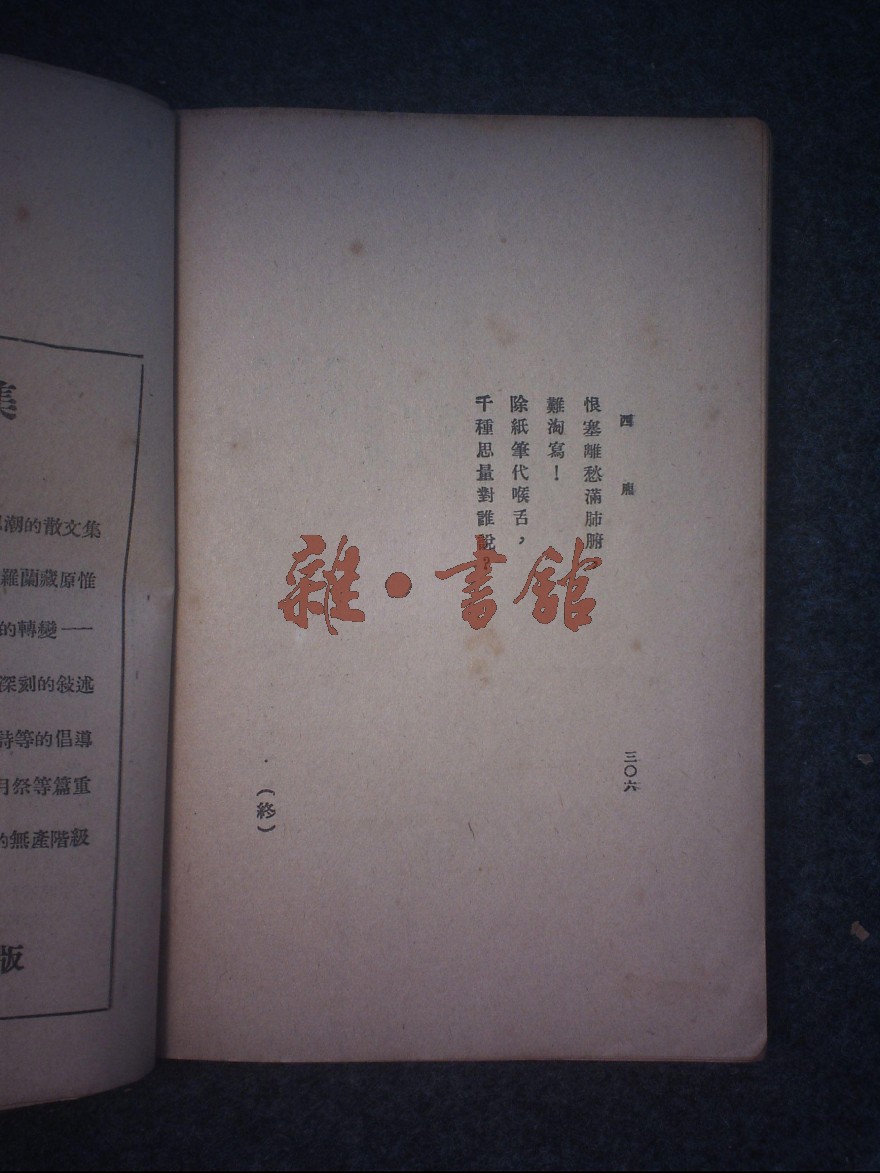 西廂
三〇六
恨塞離愁滿肺腑
難淘寫！
除紙筆代喉舌，
千種思量對誰說？
（終）
雜·書館
集
潮的散文集
羅蘭藏原惟
的轉變——
深刻的敍述
詩等的倡導
月祭等篇重
的無產階級
版